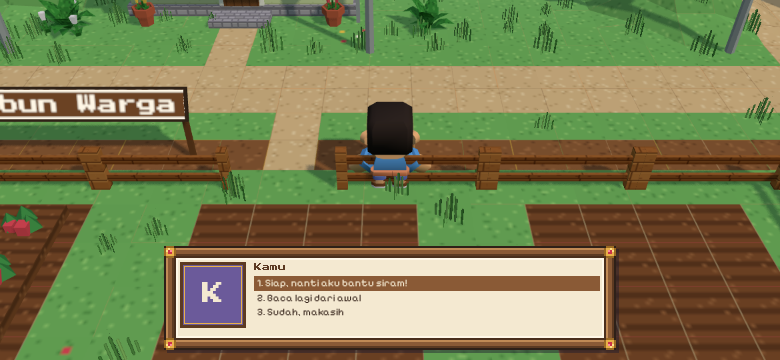 bun Warga
Kamu
K
1. Siap, nanti aku bantu siram!
2. Baca lagi dari awal
3. Sudah, makasih